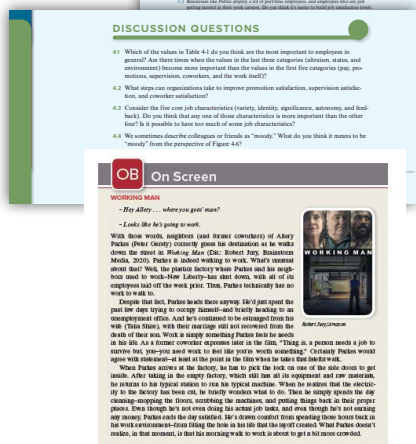 getting started in their work careers. Do you think it's easier to build job satisfaction levels
DISCUSSION QUESTIONS
4.1 Which of the values in Table 4-1 do you think are the most important to employees in
general? Are there times when the values in the last three categories (altruism, status, and
environment) become more important than the values in the first five categories (pay, pro-
motions, supervision, coworkers, and the work itself)?
4.2 What steps can organizations take to improve promotion satisfaction, supervision satisfac-
tion, and coworker satisfaction?
4.3 Consider the five core job characteristics (variety, identity, significance, autonomy, and feed-
back). Do you think that any one of those characteristics is more important than the other
four? Is it possible to have too much of some job characteristics?
4.4 We sometimes describe colleagues or friends as "moody." What do you think it means to be
"moody" from the perspective of Figure 4-6?
OB On Screen
WORKING MAN
– Hey Allery . . . where you goin' man?
– Looks like he's going to work.
With those words, neighbors (and former coworkers) of Allery
Parkes (Peter Gerety) correctly guess his destination as he walks
down the street in Working Man (Dir.: Robert Jury, Brainstorm
Media, 2020). Parkes is indeed walking to work. What's unusual
about that? Well, the plastics factory where Parkes and his neigh-
bors used to work–New Liberty–has shut down, with all of its
employees laid off the week prior. Thus, Parkes technically has no
work to walk to.
Despite that fact, Parkes heads there anyway. He'd just spent the
past few days trying to occupy himself–and briefly heading to an
unemployment office. And he's continued to be estranged from his
wife (Talia Shire), with their marriage still not recovered from the
death of their son. Work is simply something Parkes feels he needs
in his life. As a former coworker expresses later in the film, "Thing is, a person needs a job to
survive but, you–you need work to feel like you're worth something." Certainly Parkes would
agree with that statement–at least at the point in the film when he takes that fateful walk.
When Parkes arrives at the factory, he has to pick the lock on one of the side doors to get
inside. After taking in the empty factory, which still has all its equipment and raw materials,
he returns to his typical station to run his typical machine. When he realizes that the electric-
ity to the factory has been cut, he briefly wonders what to do. Then he simply spends the day
cleaning–mopping the floors, scrubbing the machines, and putting things back in their proper
places. Even though he's not even doing his actual job tasks, and even though he's not earning
any money, Parkes ends the day satisfied. He's drawn comfort from spending those hours back in
his work environment–from filling the hole in his life that the layoff created. What Parkes doesn't
realize, in that moment, is that his morning walk to work is about to get a lot more crowded.
WORKING MAN
Robert Jury/Amazon